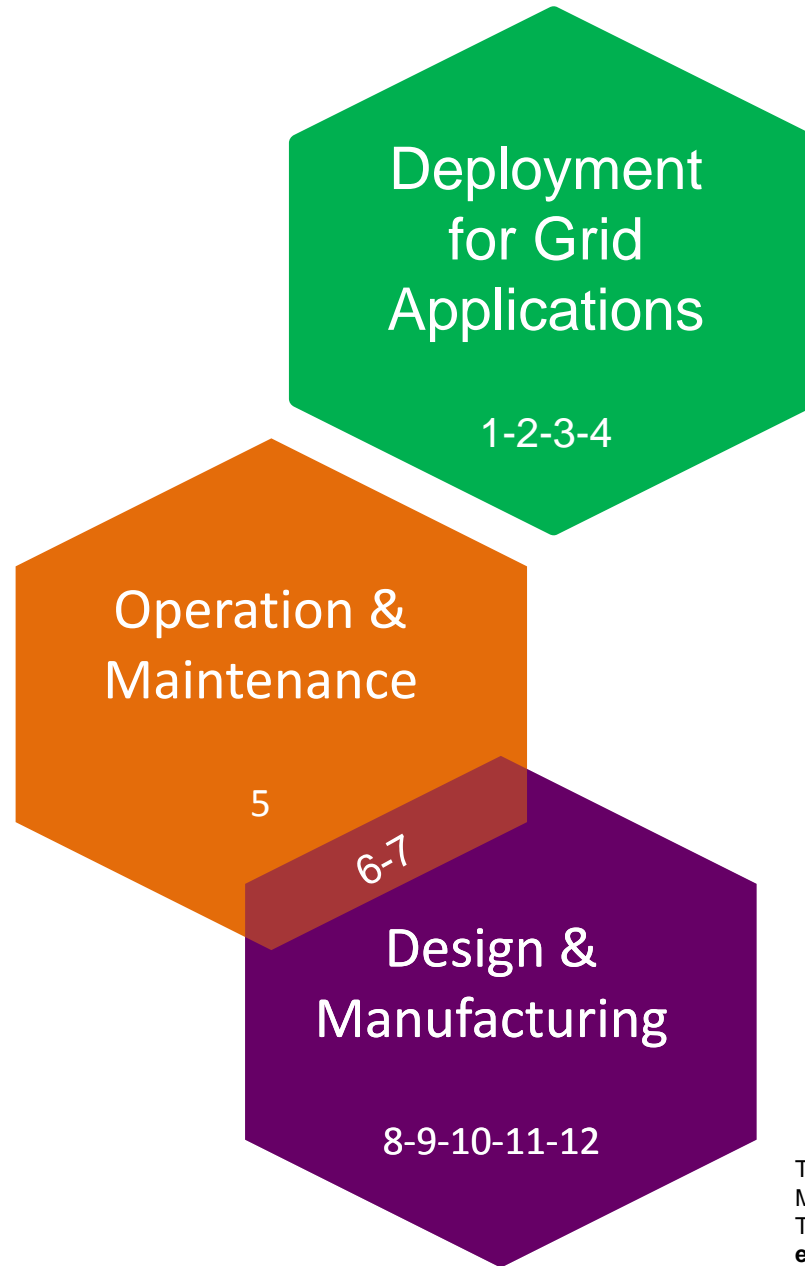 Deployment
for Grid
Applications
1-2-3-4
Operation &
Maintenance
5
6-7
Design &
Manufacturing
8-9-10-11-12